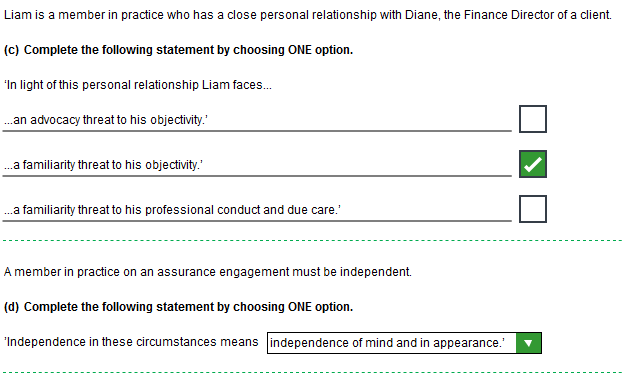 Liam is a member in practice who has a close personal relationship with Diane, the Finance Director of a client.
(c) Complete the following statement by choosing ONE option.
'In light of this personal relationship Liam faces...
...an advocacy threat to his objectivity.'
...a familiarity threat to his objectivity.'
...a familiarity threat to his professional conduct and due care.'
A member in practice on an assurance engagement must be independent.
(d) Complete the following statement by choosing ONE option.
'Independence in these circumstances means independence of mind and in appearance.'